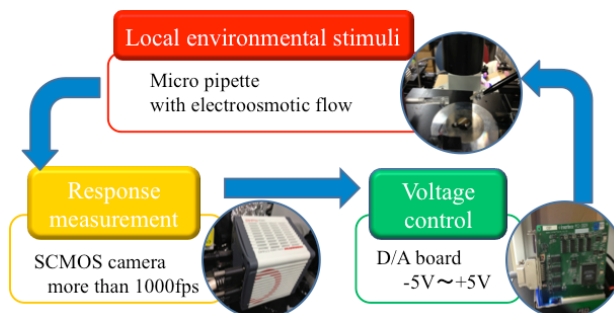 Local environmental stimuli
Micro pipette
with electroosmotic flow
Response
measurement
SCMOS camera
more than 1000fps
Voltage
control
D/A board
-5V～+5V